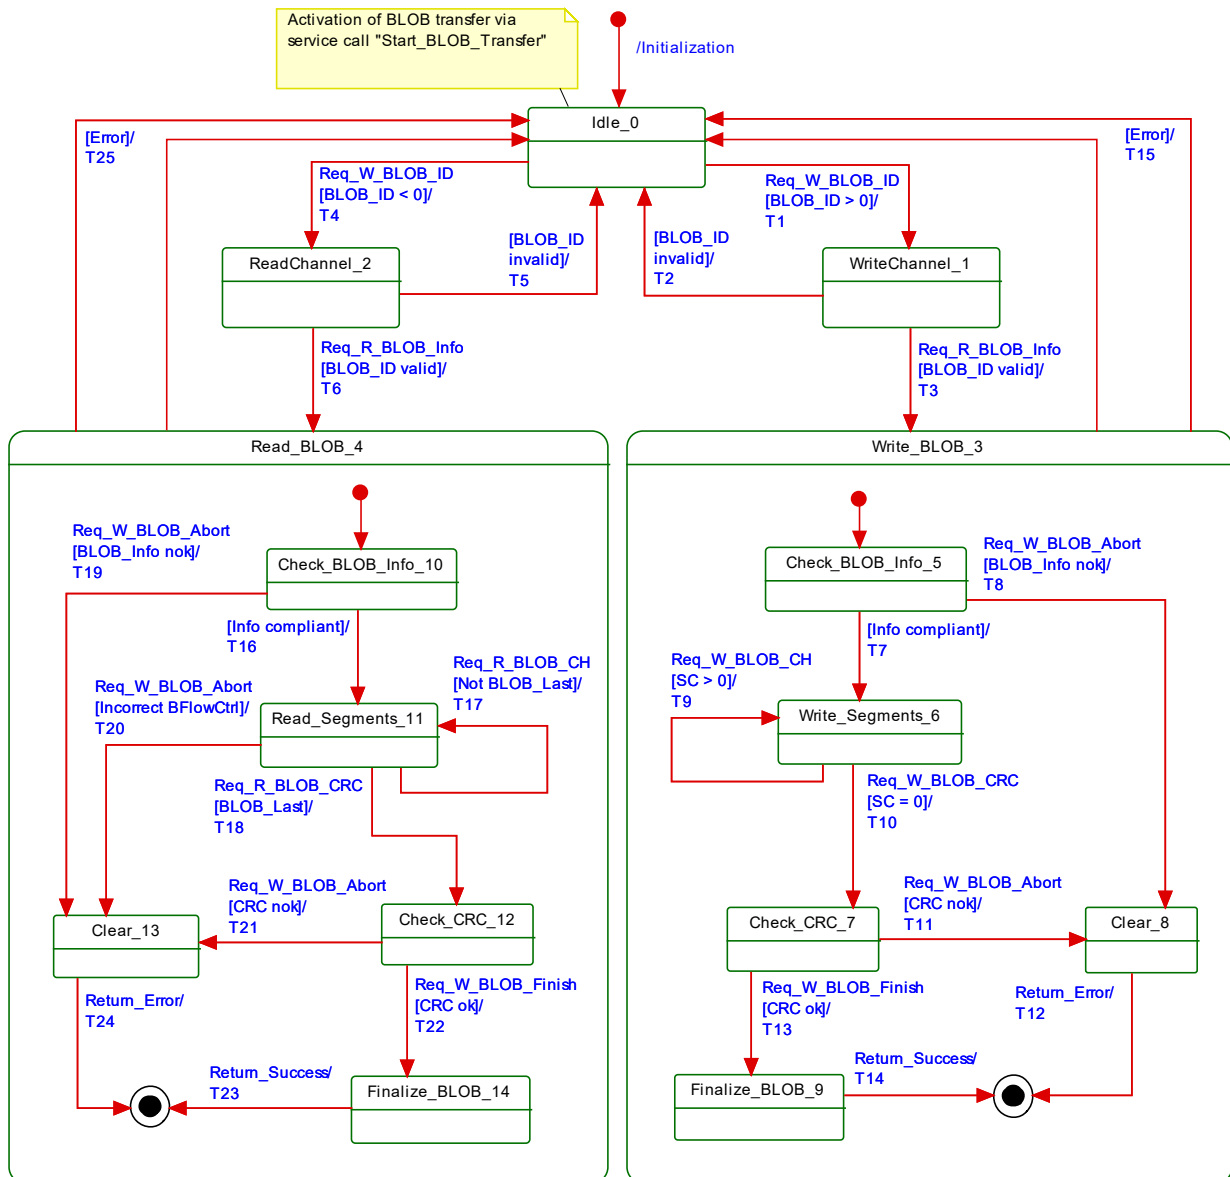 Activation of BLOB transfer via
service call "Start_BLOB_Transfer"
/Initialization
Idle_0
[Error]/
T25
[Error]/
T15
Req_W_BLOB_ID
[BLOB_ID < 0]/
T4
Req_W_BLOB_ID
[BLOB_ID > 0]/
T1
[BLOB_ID
invalid]/
T5
[BLOB_ID
invalid]/
T2
ReadChannel_2
WriteChannel_1
Req_R_BLOB_Info
[BLOB_ID valid]/
T6
Req_R_BLOB_Info
[BLOB_ID valid]/
T3
Read_BLOB_4
Req_W_BLOB_Abort
[BLOB_Info nok]/
T19
Check_BLOB_Info_10
[Info compliant]/
T16
Req_W_BLOB_Abort
[Incorrect BFlowCtrl]/
T20
Req_R_BLOB_CH
[Not BLOB_Last]/
T17
Read_Segments_11
Req_R_BLOB_CRC
[BLOB_Last]/
T18
Req_W_BLOB_Abort
[CRC nok]/
T21
Check_CRC_12
Clear_13
Return_Error/
T24
Req_W_BLOB_Finish
[CRC ok]/
T22
Return_Success/
T23
Finalize_BLOB_14
Write_BLOB_3
Check_BLOB_Info_5
Req_W_BLOB_Abort
[BLOB_Info nok]/
T8
[Info compliant]/
T7
Req_W_BLOB_CH
[SC > 0]/
T9
Write_Segments_6
Req_W_BLOB_CRC
[SC = 0]/
T10
Req_W_BLOB_Abort
[CRC nok]/
T11
Check_CRC_7
Clear_8
Req_W_BLOB_Finish
[CRC ok]/
T13
Return_Error/
T12
Return_Success/
T14
Finalize_BLOB_9